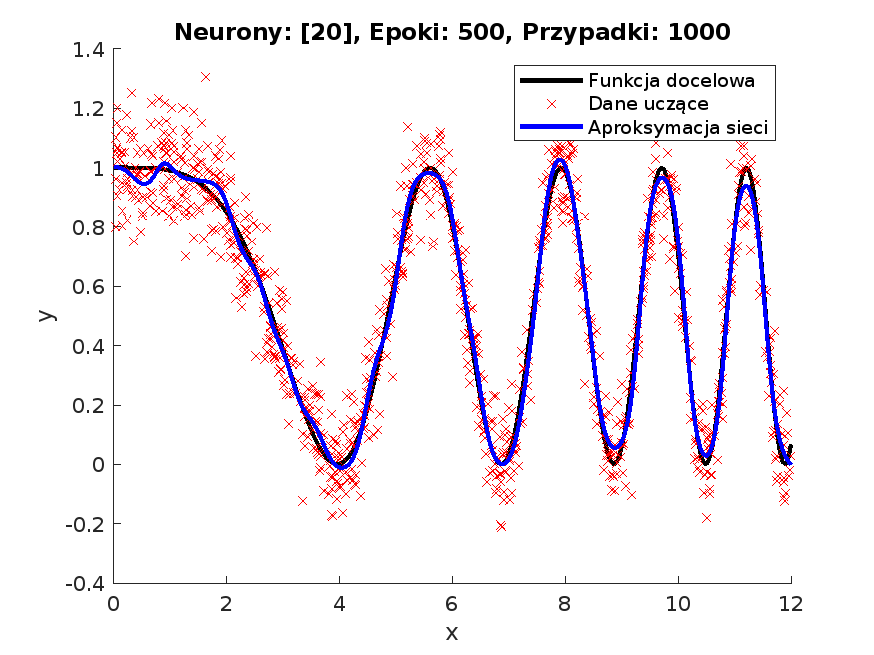 Neurony: [20], Epoki: 500, Przypadki: 1000
1.4
1.2
1
0.8
0.6
0.4
0.2
0
-0.2
-0.4
y
Funkcja docelowa
Dane uczące
Aproksymacja sieci
0 2 4 6 8 10 12
x